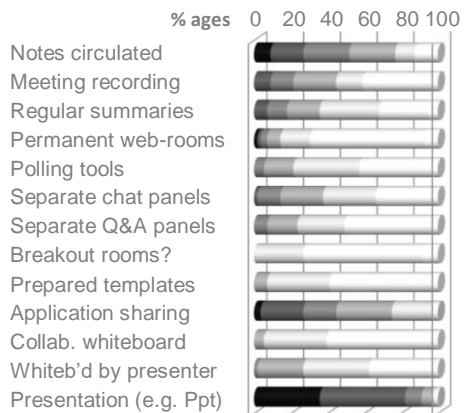 % ages 0 20 40 60 80 100
Notes circulated
Meeting recording
Regular summaries
Permanent web-rooms
Polling tools
Separate chat panels
Separate Q&A panels
Breakout rooms?
Prepared templates
Application sharing
Collab. whiteboard
Whiteb'd by presenter
Presentation (e.g. Ppt)